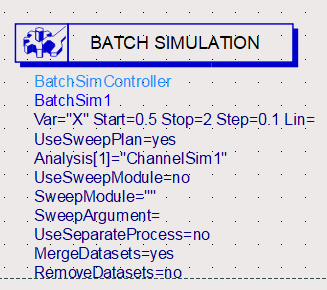 BATCH SIMULATION
BatchSimController
BatchSim1
Var="X" Start=0.5 Stop=2 Step=0.1 Lin=
UseSweepPlan=yes
Analysis[1]="ChannelSim1"
UseSweepModule=no
SweepModule=""
SweepArgument=
UseSeparateProcess=no
MergeDatasets=yes
RemoveDatasets=no